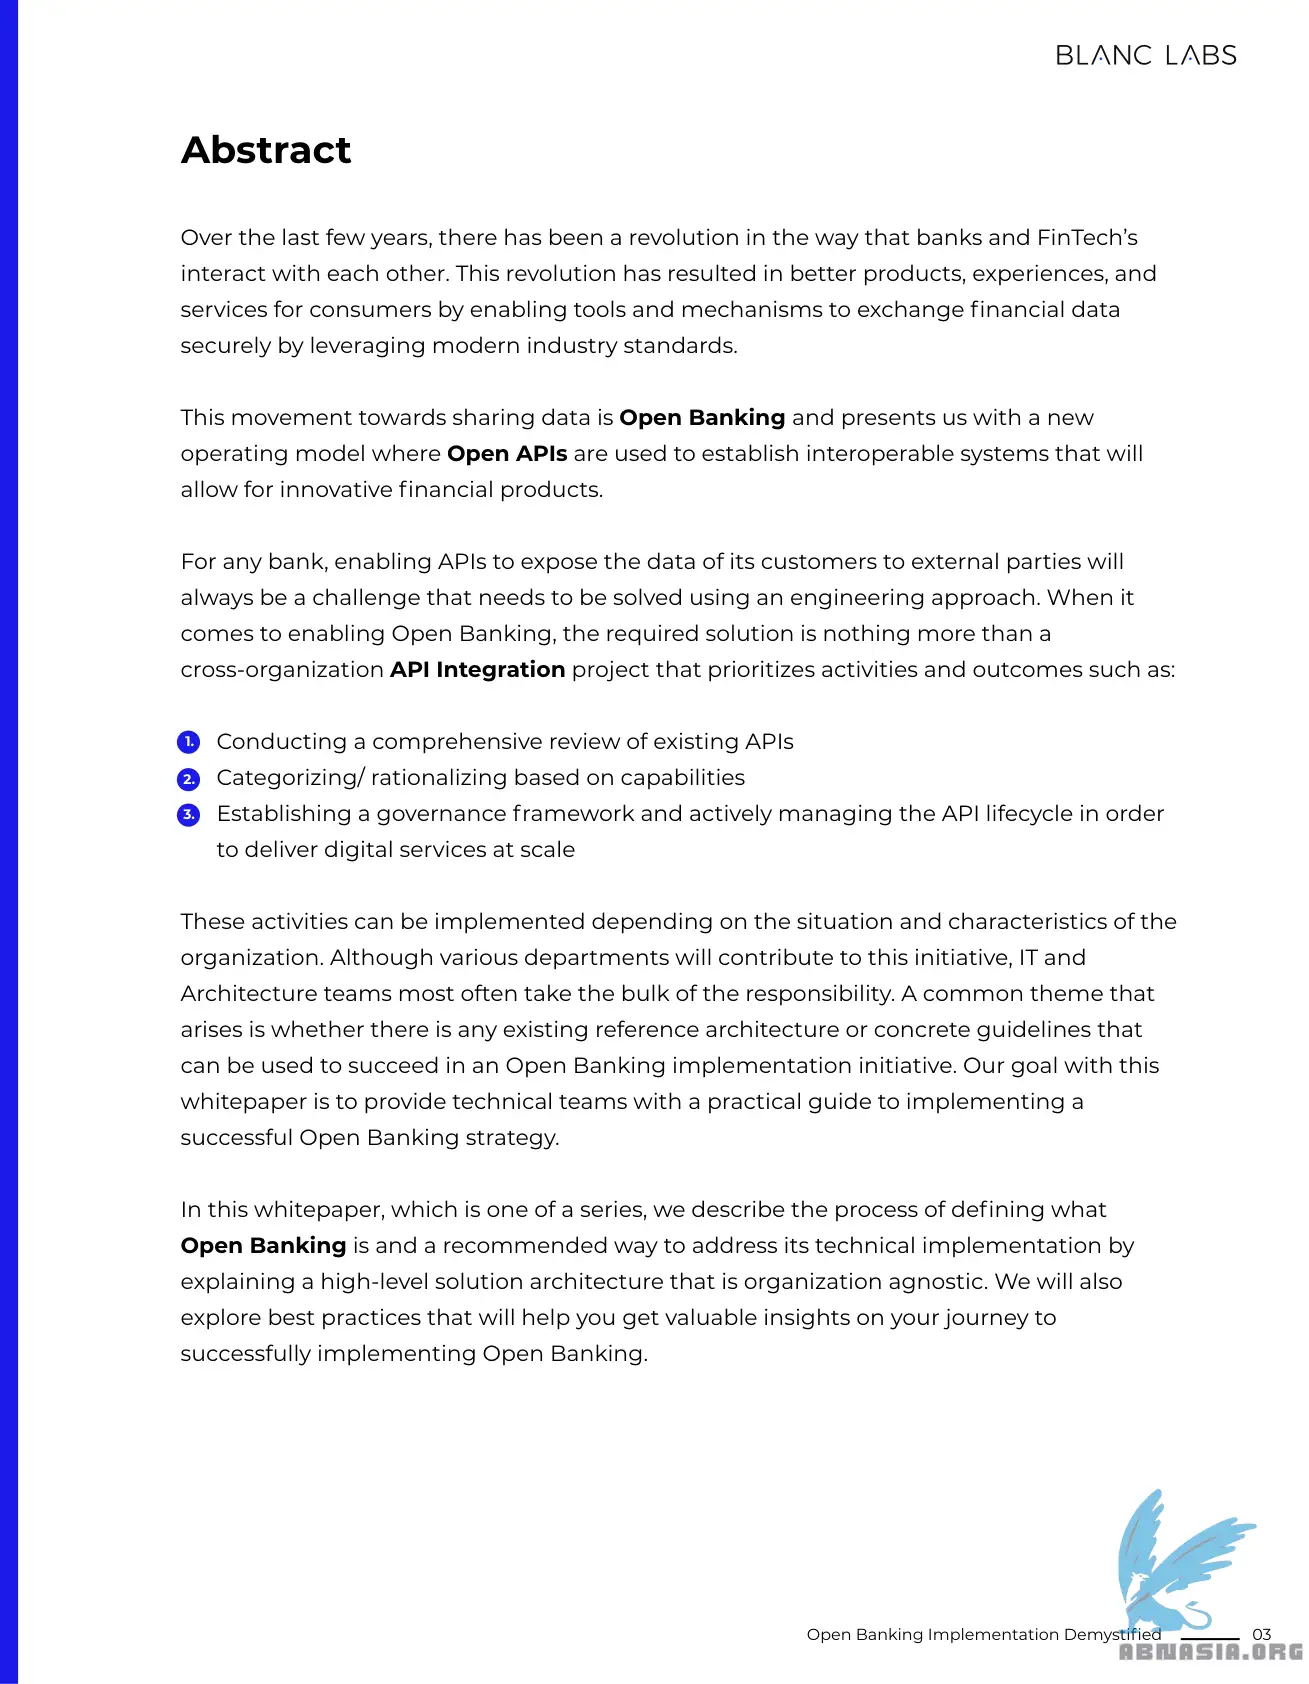 BLANC LABS
Abstract
Over the last few years, there has been a revolution in the way that banks and FinTech’s
interact with each other. This revolution has resulted in better products, experiences, and
services for consumers by enabling tools and mechanisms to exchange financial data
securely by leveraging modern industry standards.
This movement towards sharing data is Open Banking and presents us with a new
operating model where Open APIs are used to establish interoperable systems that will
allow for innovative financial products.
For any bank, enabling APIs to expose the data of its customers to external parties will
always be a challenge that needs to be solved using an engineering approach. When it
comes to enabling Open Banking, the required solution is nothing more than a
cross-organization API Integration project that prioritizes activities and outcomes such as:
1. Conducting a comprehensive review of existing APIs
2. Categorizing/ rationalizing based on capabilities
3. Establishing a governance framework and actively managing the API lifecycle in order
to deliver digital services at scale
These activities can be implemented depending on the situation and characteristics of the
organization. Although various departments will contribute to this initiative, IT and
Architecture teams most often take the bulk of the responsibility. A common theme that
arises is whether there is any existing reference architecture or concrete guidelines that
can be used to succeed in an Open Banking implementation initiative. Our goal with this
whitepaper is to provide technical teams with a practical guide to implementing a
successful Open Banking strategy.
In this whitepaper, which is one of a series, we describe the process of defining what
Open Banking is and a recommended way to address its technical implementation by
explaining a high-level solution architecture that is organization agnostic. We will also
explore best practices that will help you get valuable insights on your journey to
successfully implementing Open Banking.
Open Banking Implementation Demystified 03
ABNASIA.ORG